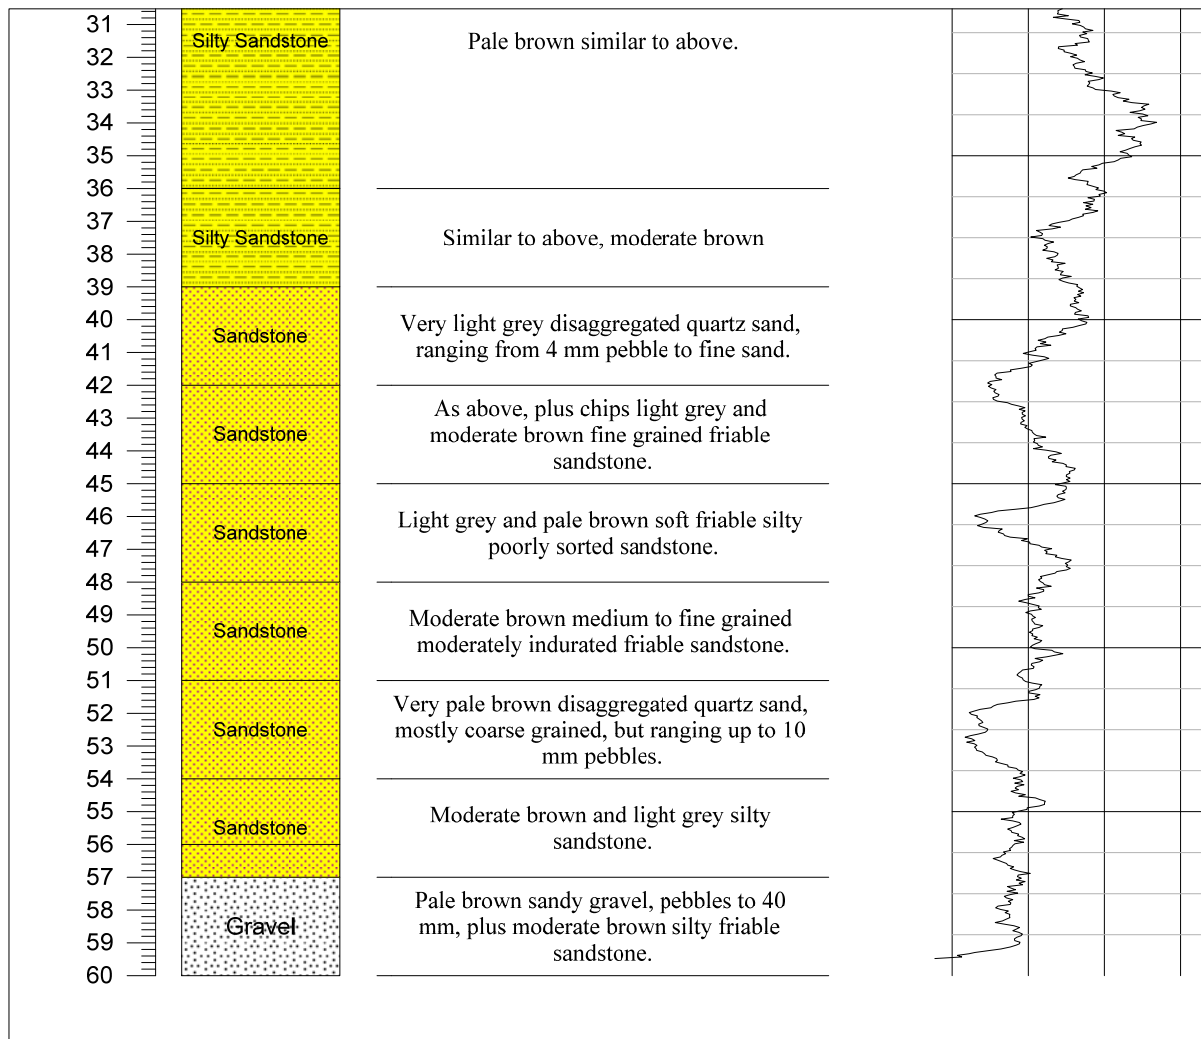 31
32
33
34
35
36
37
38
39
40
41
42
43
44
45
46
47
48
49
50
51
52
53
54
55
56
57
58
59
60
Silty Sandstone
Pale brown similar to above.
Silty Sandstone
Similar to above, moderate brown
Sandstone
Very light grey disaggregated quartz sand,
ranging from 4 mm pebble to fine sand.
Sandstone
As above, plus chips light grey and
moderate brown fine grained friable
sandstone.
Sandstone
Light grey and pale brown soft friable silty
poorly sorted sandstone.
Sandstone
Moderate brown medium to fine grained
moderately indurated friable sandstone.
Sandstone
Very pale brown disaggregated quartz sand,
mostly coarse grained, but ranging up to 10
mm pebbles.
Sandstone
Moderate brown and light grey silty
sandstone.
Gravel
Pale brown sandy gravel, pebbles to 40
mm, plus moderate brown silty friable
sandstone.